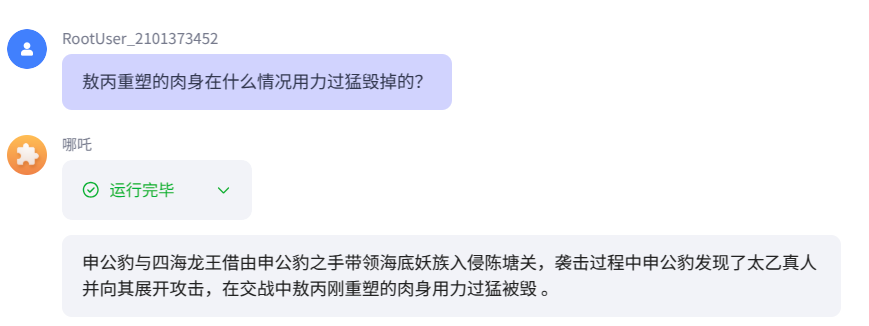 RootUser_2101373452
敖丙重塑的肉身在什么情况用力过猛毁掉的？
哪吒
运行完毕
申公豹与四海龙王借由申公豹之手带领海底妖族入侵陈塘关，袭击过程中申公豹发现了太乙真人
并向其展开攻击，在交战中敖丙刚重塑的肉身用力过猛被毁 。